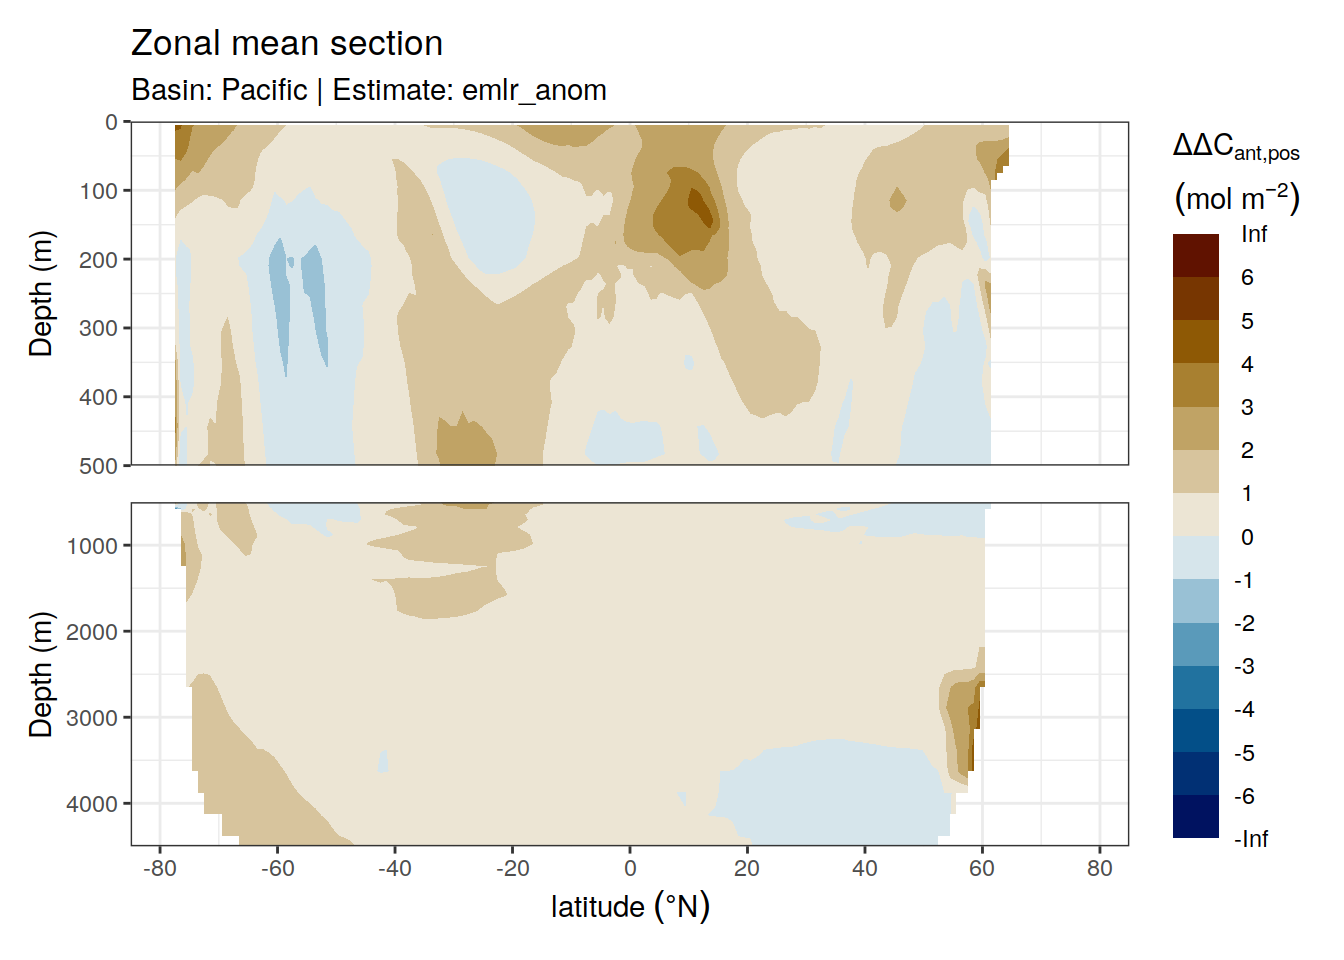 Zonal mean section
Basin: Pacific | Estimate: emlr_anom
0
100
200
300
400
500
Depth (m)
1000
2000
3000
4000
Depth (m)
-80 -60 -40 -20 0 20 40 60 80
latitude (°N)
ΔΔC_ant,pos
(mol m⁻²)
Inf
6
5
4
3
2
1
0
-1
-2
-3
-4
-5
-6
-Inf